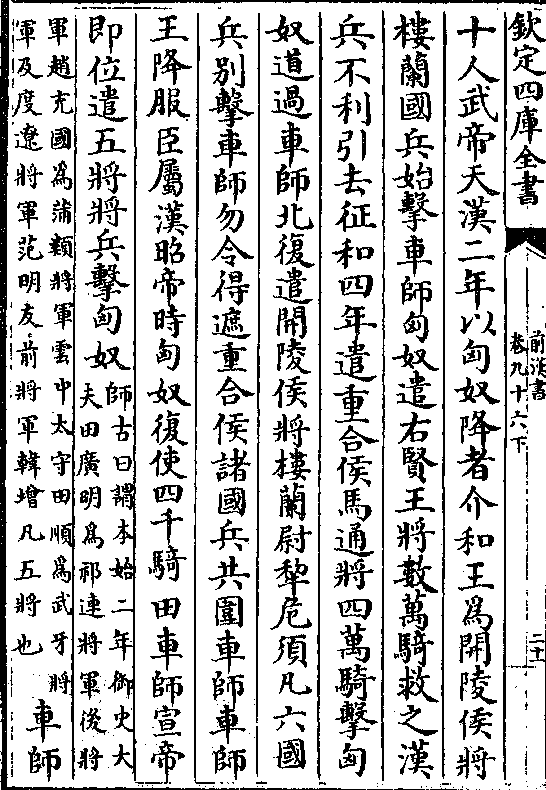 欽定四庫全書
前漢書
卷九十六下
二十
十人武帝天漢二年以匈奴降者介和王爲開陵侯將
樓蘭國兵始擊車師匈奴遣右賢王將數萬騎救之漢
兵不利引去征和四年遣重合侯馬通將四萬騎擊匈
奴道過車師北復遣開陵侯將樓蘭尉犂危須凡六國
兵別擊車師勿令得遮重合侯諸國兵共圍車師車師
王降服臣屬漢昭帝時匈奴復使四千騎田車師宣帝
即位遣五將將兵擊匈奴
師古曰謂本始二年御史大
夫田廣明爲祁連將軍後將
軍趙充國爲蒲類將軍雲中太守田順爲武牙將
軍及度遼將軍范明友前將軍韓增凡五將也
車師